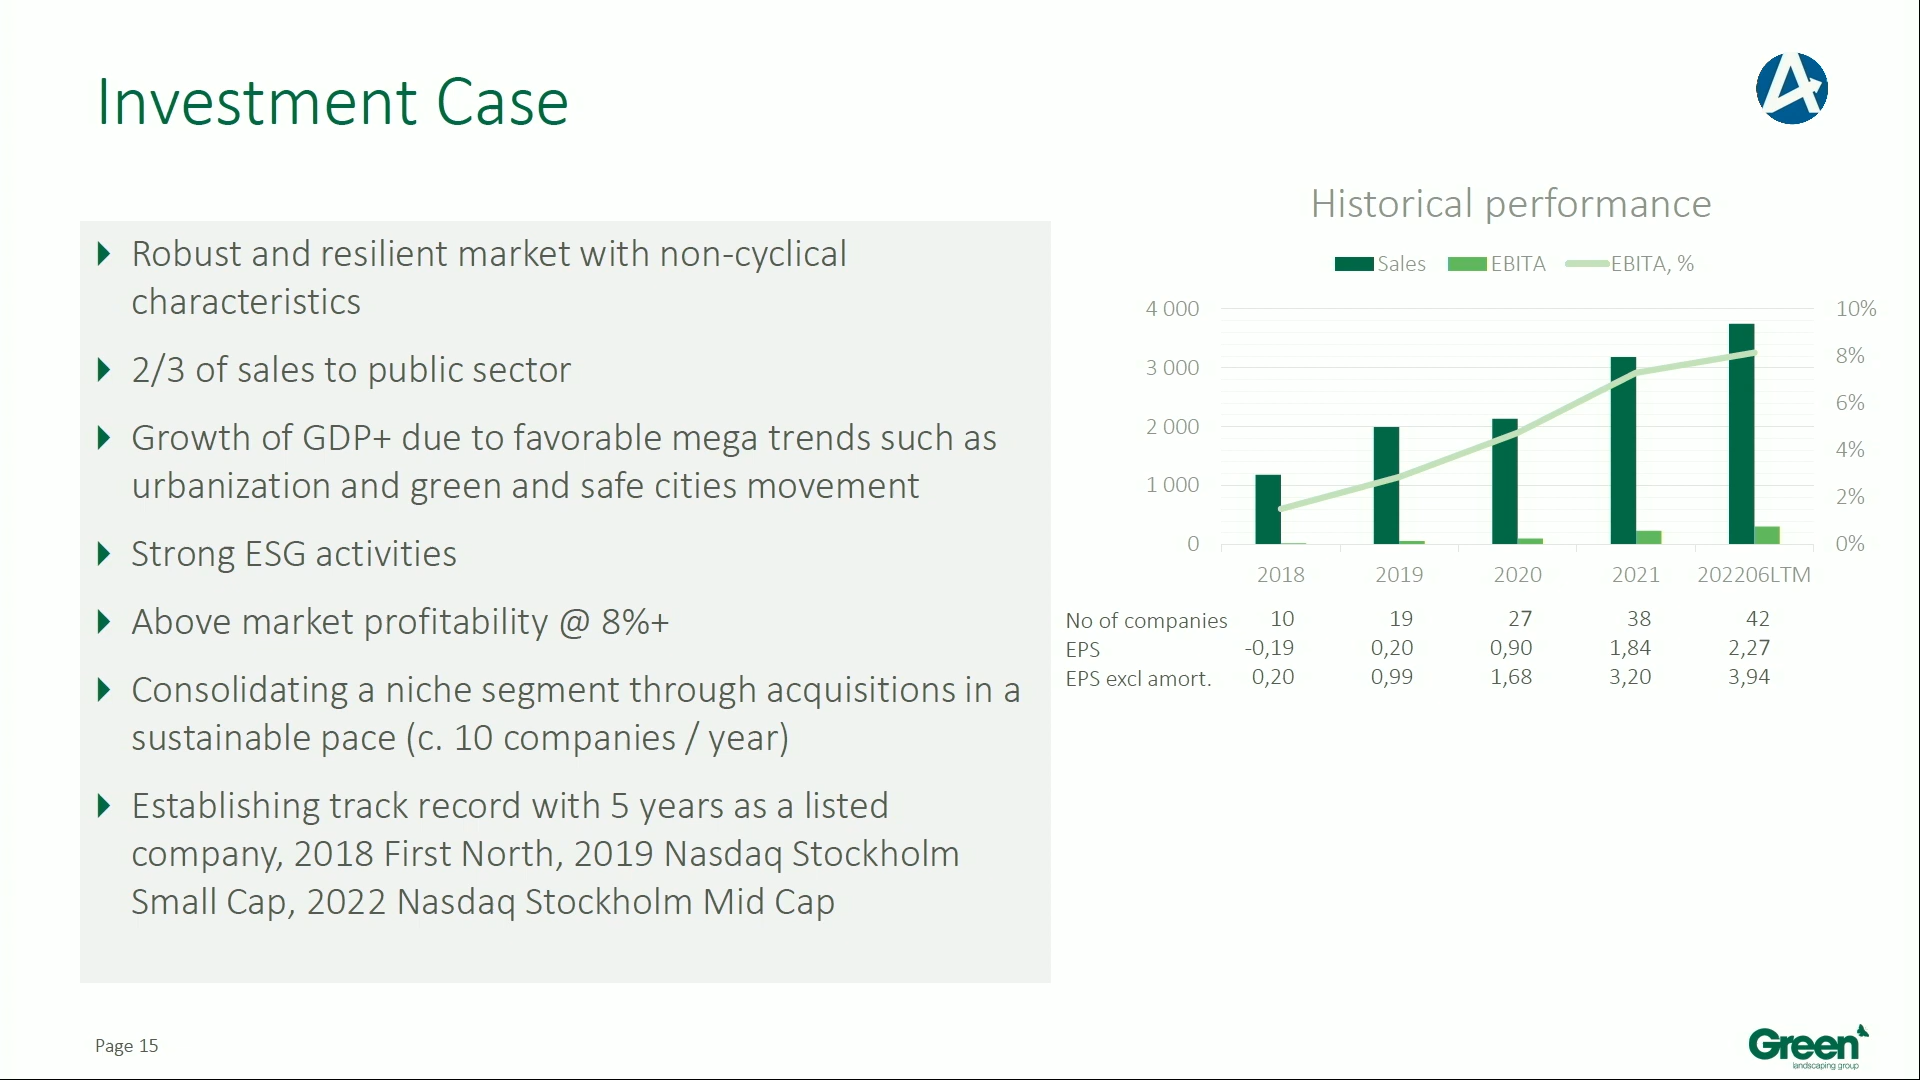 Investment Case
Robust and resilient market with non-cyclical
characteristics
2/3 of sales to public sector
Growth of GDP+ due to favorable mega trends such as
urbanization and green and safe cities movement
Strong ESG activities
Above market profitability @ 8%+
Consolidating a niche segment through acquisitions in a
sustainable pace (c. 10 companies / year)
Establishing track record with 5 years as a listed
company, 2018 First North, 2019 Nasdaq Stockholm
Small Cap, 2022 Nasdaq Stockholm Mid Cap
Historical performance
Sales EBITA EBITA, %
4 000 10%
8%
3 000
6%
2 000
4%
1 000
2%
0 0%
2018 2019 2020 2021 202206LTM
No of companies 10 19 27 38 42
EPS -0,19 0,20 0,90 1,84 2,27
EPS excl amort. 0,20 0,99 1,68 3,20 3,94
Page 15
Green
landscaping group